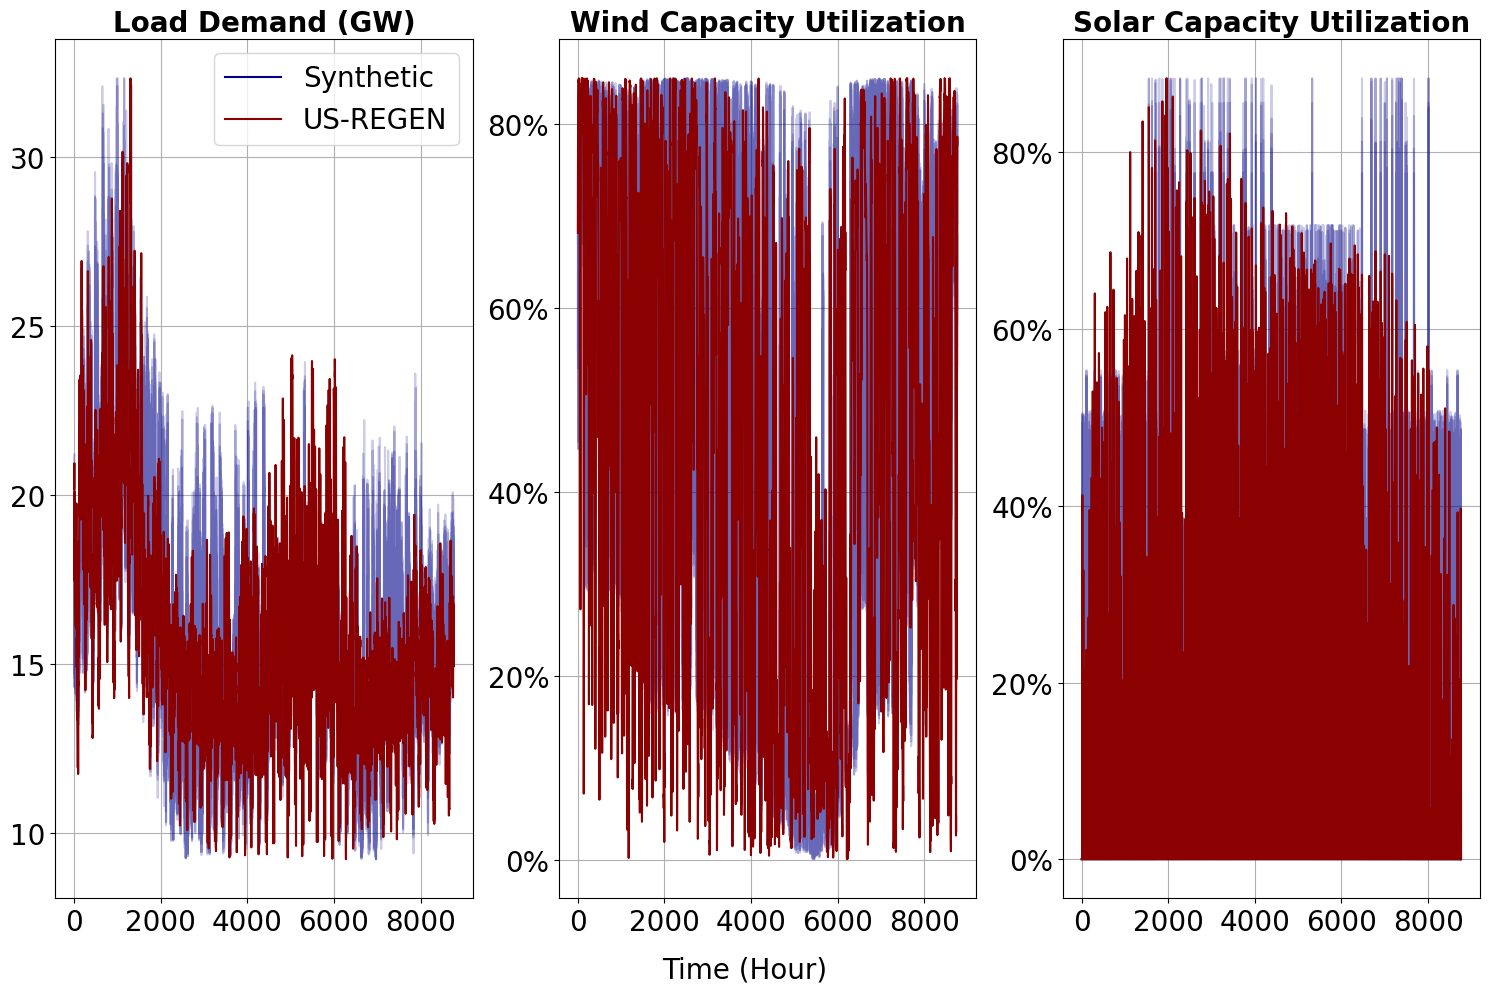 Load Demand (GW)
Synthetic
US-REGEN
30
25
20
15
10
0 2000 4000 6000 8000
Wind Capacity Utilization
80%
60%
40%
20%
0%
0 2000 4000 6000 8000
Solar Capacity Utilization
80%
60%
40%
20%
0%
0 2000 4000 6000 8000
Time (Hour)